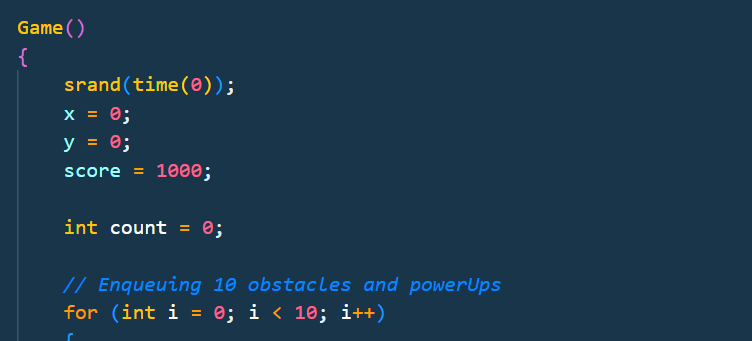 Game()
{
srand(time(0));
x = 0;
y = 0;
score = 1000;
int count = 0;
// Enqueuing 10 obstacles and powerUps
for (int i = 0; i < 10; i++)
{